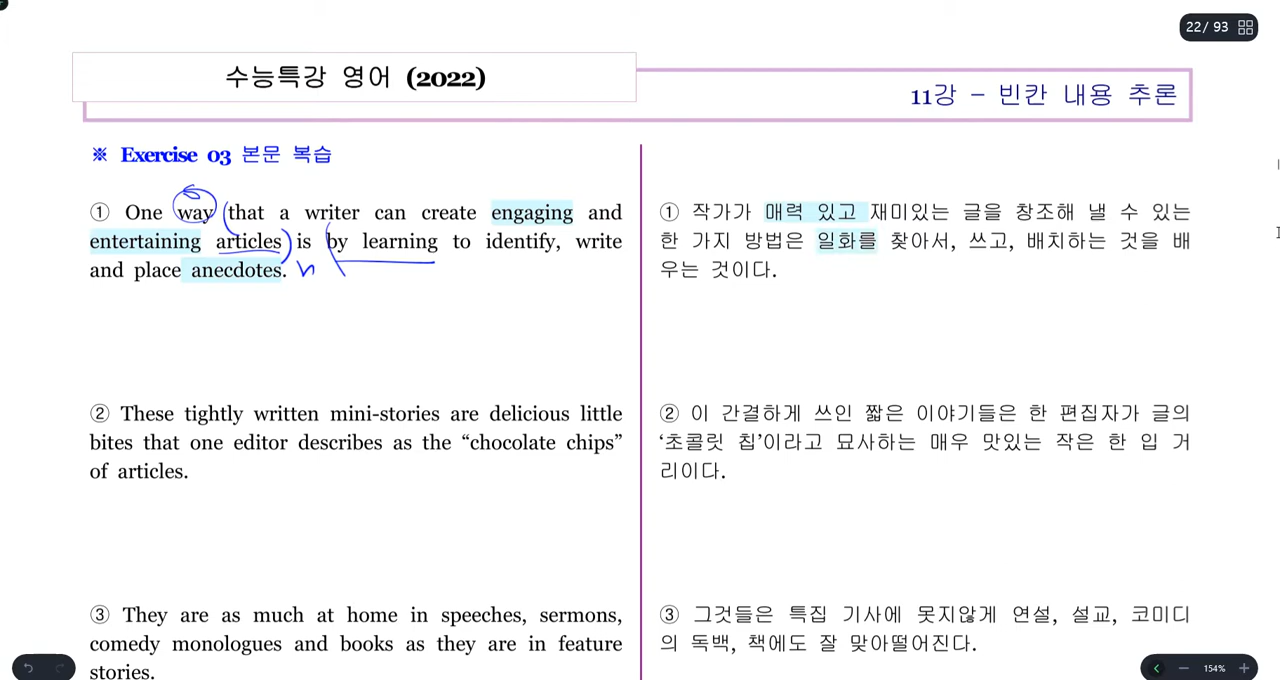 22/ 93
수능특강 영어 (2022)
11강 - 빈칸 내용 추론
※ Exercise 03 본문 복습
① One way that a writer can create engaging and
entertaining articles is by learning to identify, write
and place anecdotes. n
② These tightly written mini-stories are delicious little
bites that one editor describes as the “chocolate chips”
of articles.
③ They are as much at home in speeches, sermons,
comedy monologues and books as they are in feature
stories.
① 작가가 매력 있고 재미있는 글을 창조해 낼 수 있는
한 가지 방법은 일화를 찾아서, 쓰고, 배치하는 것을 배
우는 것이다.
② 이 간결하게 쓰인 짧은 이야기들은 한 편집자가 글의
‘초콜릿 칩’이라고 묘사하는 매우 맛있는 작은 한 입 거
리이다.
③ 그것들은 특집 기사에 못지않게 연설, 설교, 코미디
의 독백, 책에도 잘 맞아떨어진다.
154%